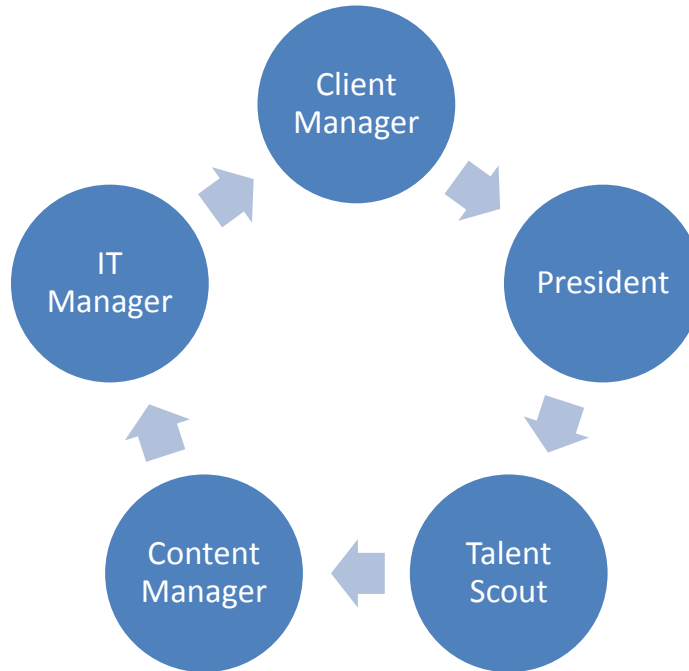 Client
Manager
President
Talent
Scout
Content
Manager
IT
Manager